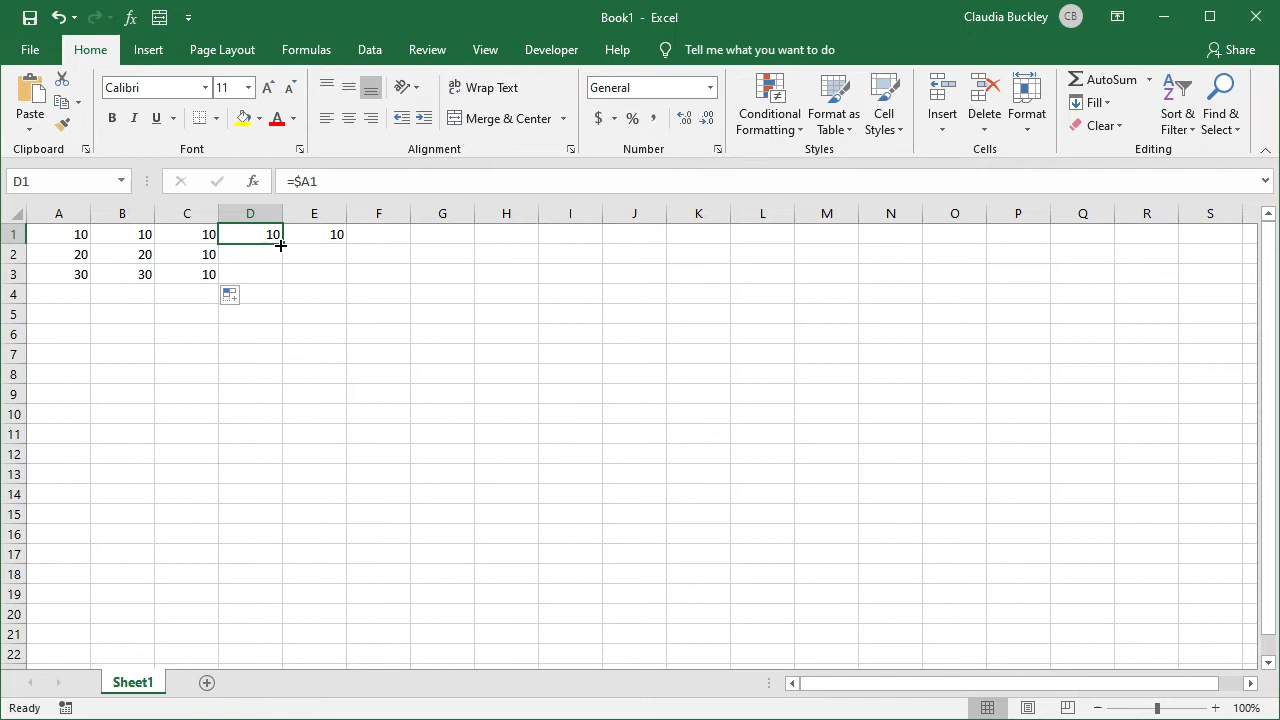 Book1 - Excel
Claudia Buckley
CB
File Home Insert Page Layout Formulas Data Review View Developer Help Tell me what you want to do Share
Calibri 11 Wrap Text General AutoSum
Paste B I U Merge & Center $ % , Conditional Formatting Format as Table Cell Styles Insert Delete Format Fill Clear Sort & Filter Find & Select
Clipboard Font Alignment Number Styles Cells Editing
D1 fx =$A1
A B C D E F G H I J K L M N O P Q R S
1 10 10 10 10 10
2 20 20 10
3 30 30 10
4
5
6
7
8
9
10
11
12
13
14
15
16
17
18
19
20
21
22
Sheet1
Ready 100%